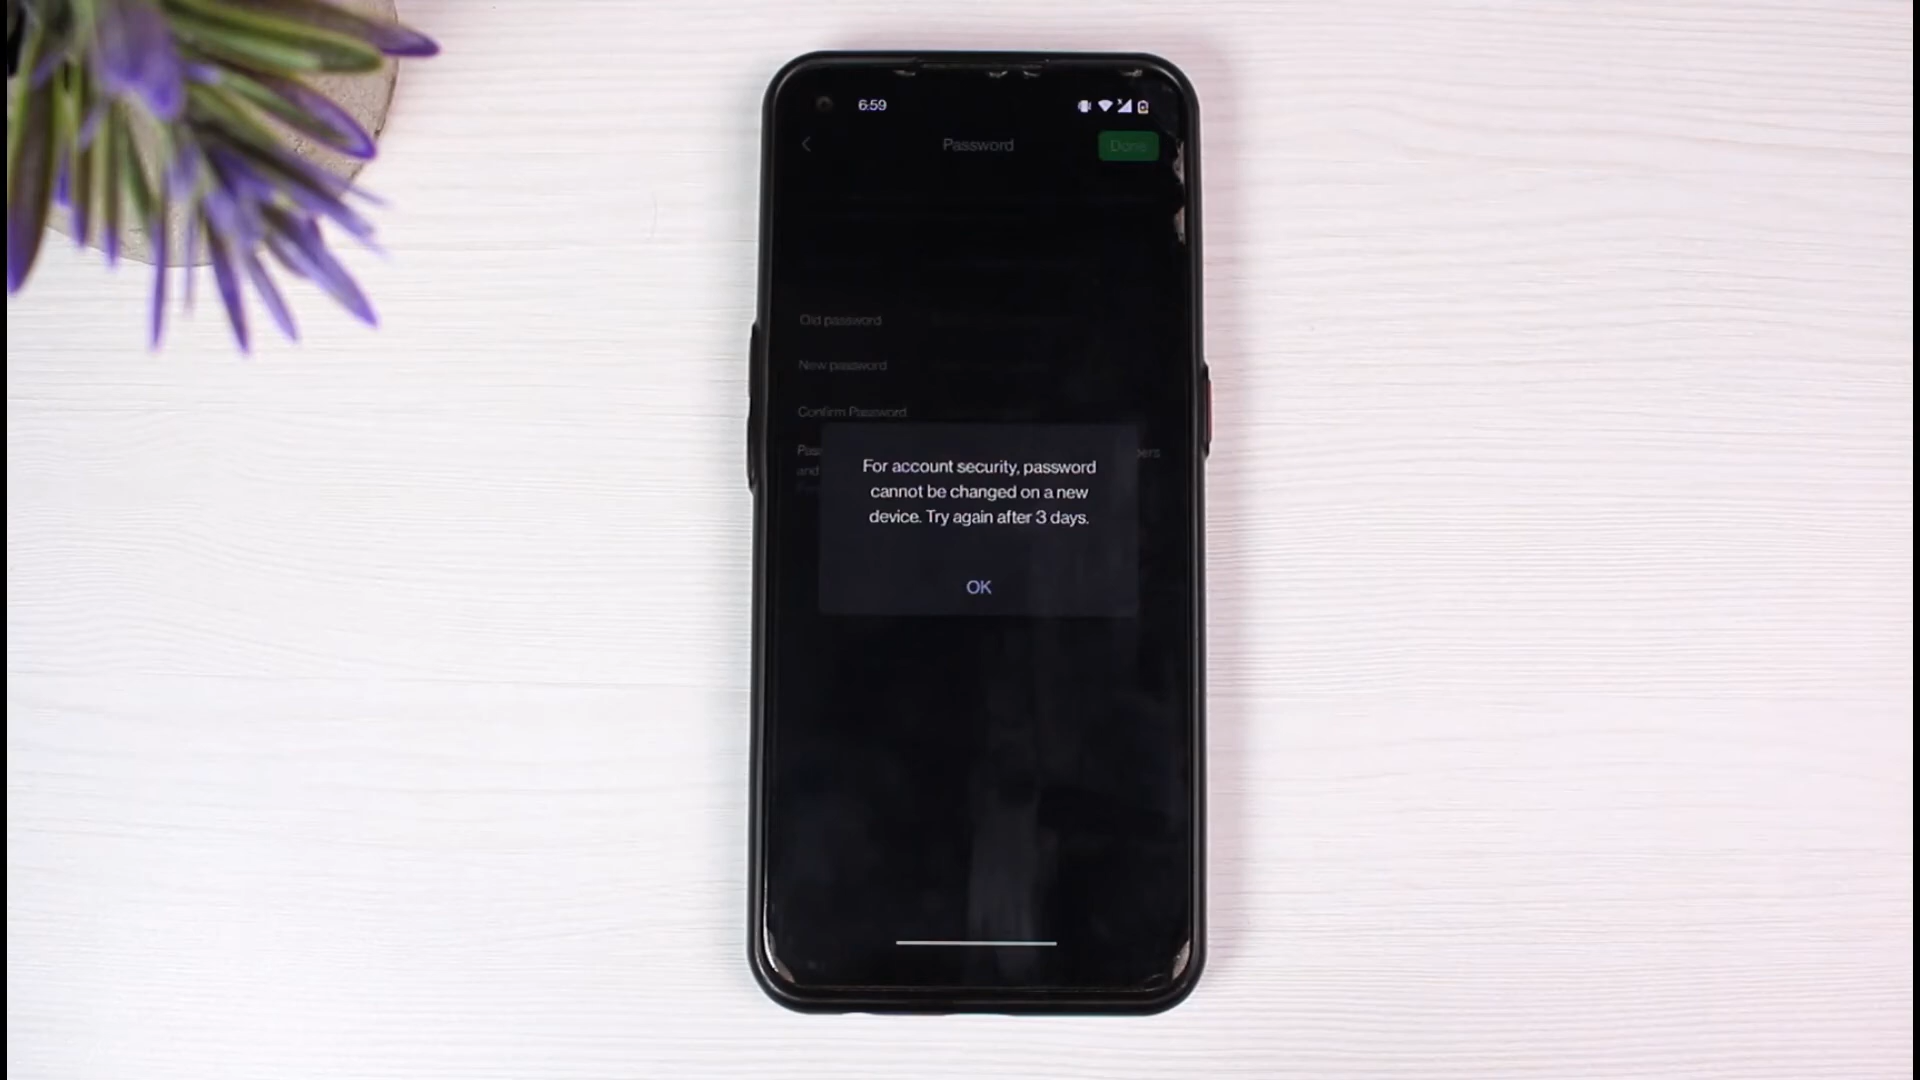 6:59
Password
Done
Old password
New password
Confirm Password
For account security, password
cannot be changed on a new
device. Try again after 3 days.
and
OK